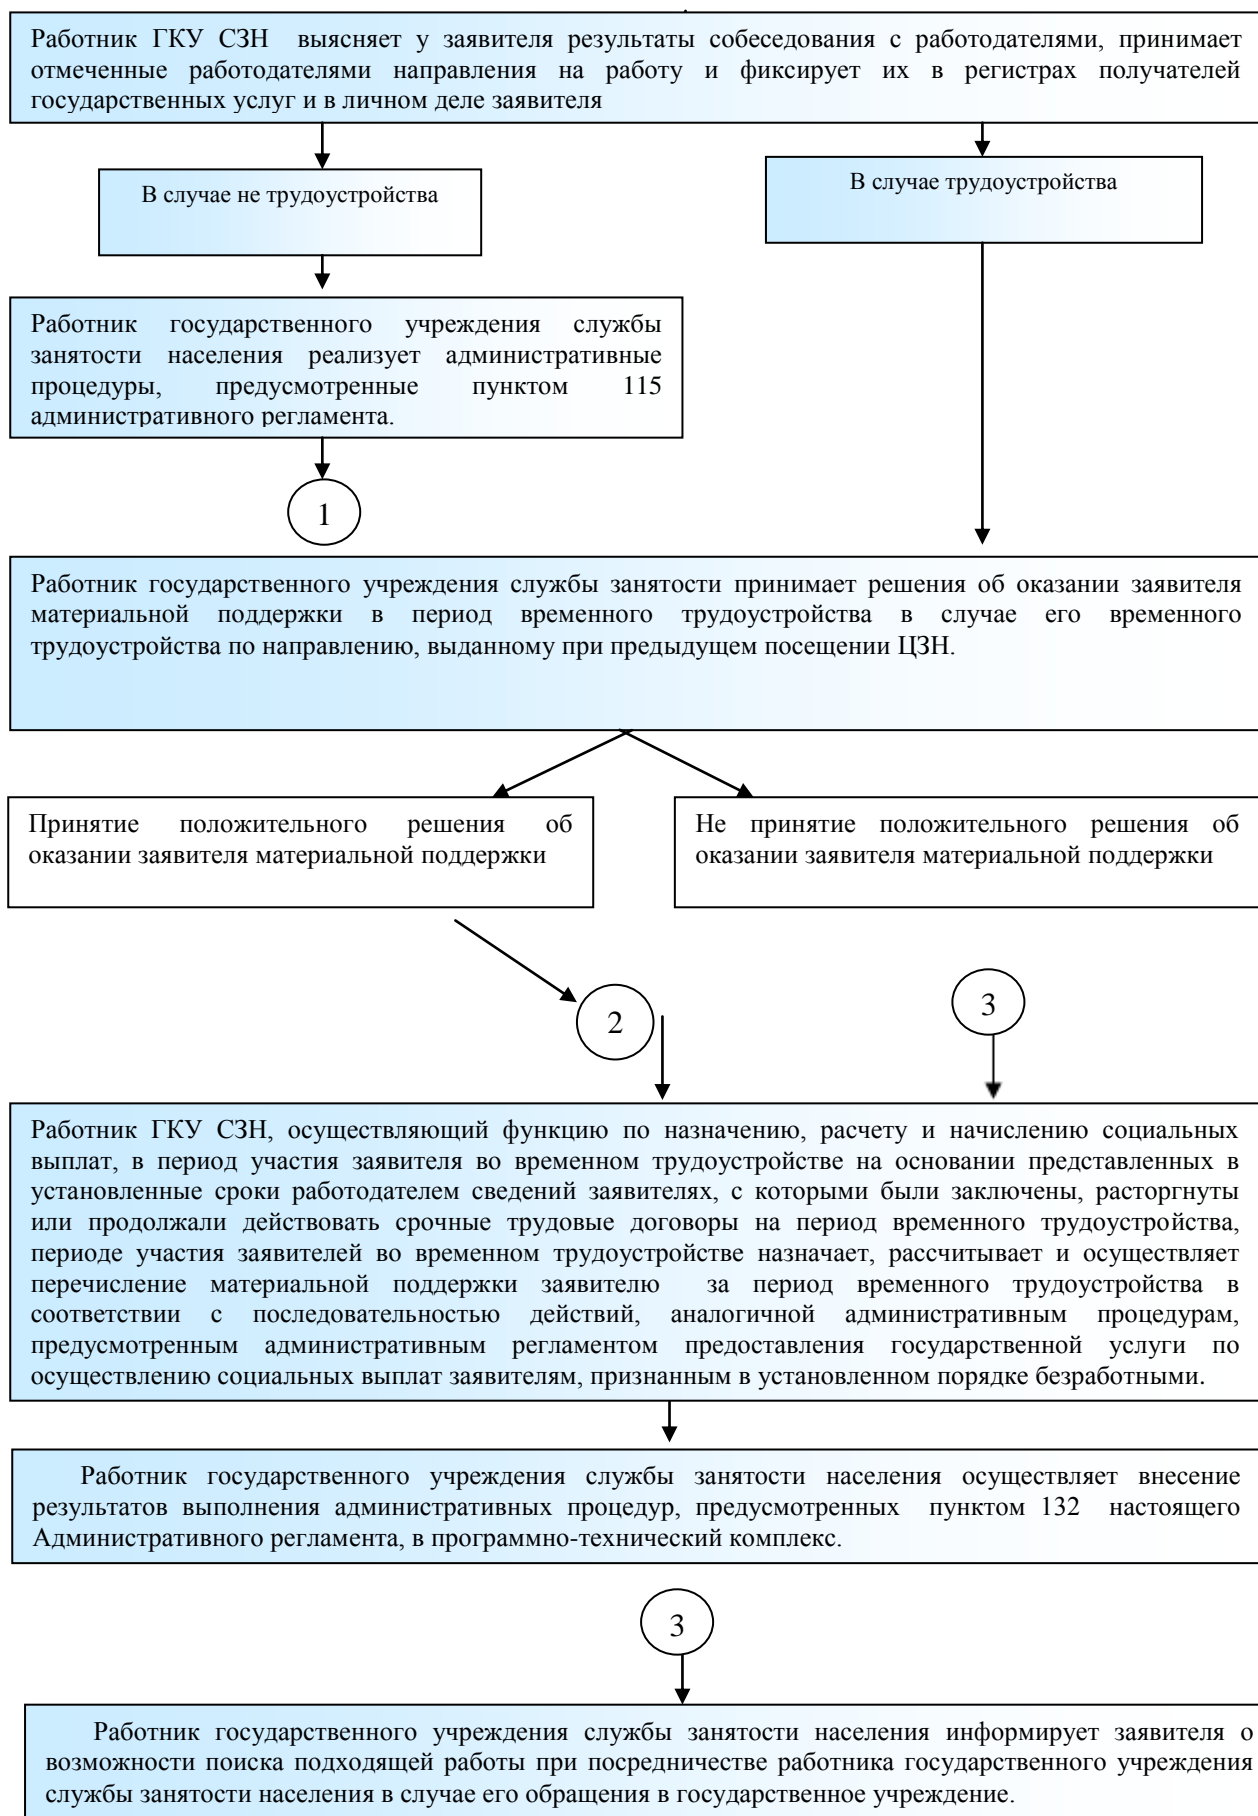 Работник ГКУ СЗН выясняет у заявителя результаты собеседования с работодателями, принимает
отмеченные работодателями направления на работу и фиксирует их в регистрах получателей
государственных услуг и в личном деле заявителя
В случае не трудоустройства
В случае трудоустройства
Работник государственного учреждения службы
занятости населения реализует административные
процедуры, предусмотренные пунктом 115
административного регламента.
1
Работник государственного учреждения службы занятости принимает решения об оказании заявителя
материальной поддержки в период временного трудоустройства в случае его временного
трудоустройства по направлению, выданному при предыдущем посещении ЦЗН.
Принятие положительного решения об
оказании заявителя материальной поддержки
Не принятие положительного решения об
оказании заявителя материальной поддержки
2
3
Работник ГКУ СЗН, осуществляющий функцию по назначению, расчету и начислению социальных
выплат, в период участия заявителя во временном трудоустройстве на основании представленных в
установленные сроки работодателем сведений заявителях, с которыми были заключены, расторгнуты
или продолжали действовать срочные трудовые договоры на период временного трудоустройства,
периоде участия заявителей во временном трудоустройстве назначает, рассчитывает и осуществляет
перечисление материальной поддержки заявителю за период временного трудоустройства в
соответствии с последовательностью действий, аналогичной административным процедурам,
предусмотренным административным регламентом предоставления государственной услуги по
осуществлению социальных выплат заявителям, признанным в установленном порядке безработными.
Работник государственного учреждения службы занятости населения осуществляет внесение
результатов выполнения административных процедур, предусмотренных пунктом 132 настоящего
Административного регламента, в программно-технический комплекс.
3
Работник государственного учреждения службы занятости населения информирует заявителя о
возможности поиска подходящей работы при посредничестве работника государственного учреждения
службы занятости населения в случае его обращения в государственное учреждение.